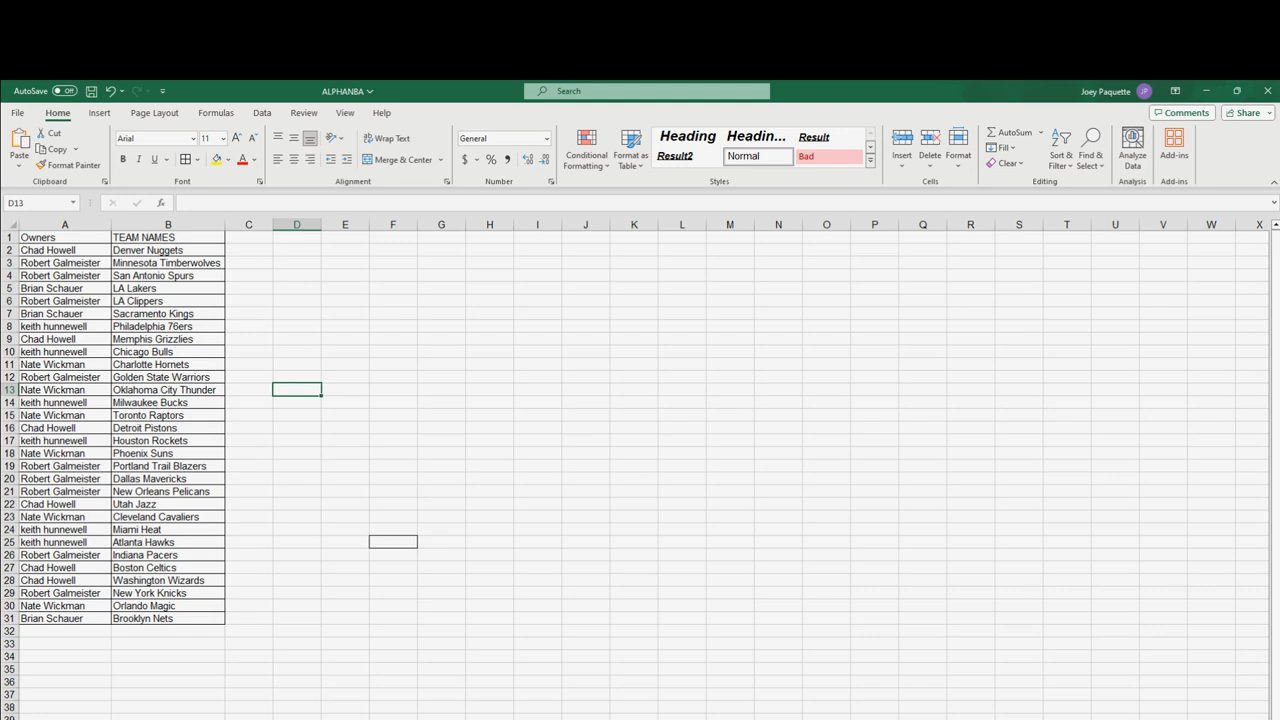 AutoSave Off ALPHANBA Search Joey Paquette JP
File Home Insert Page Layout Formulas Data Review View Help Comments Share
Cut Arial 11 Wrap Text General Heading Headin... Result AutoSum
Paste Copy Conditional Format as Insert Delete Format Fill Sort & Find & Analyze Add-ins
Format Painter B I U A Merge & Center $ % 9 Formatting Table Result2 Normal Bad Clear Filter Select Data
Clipboard Font Alignment Number Styles Cells Editing Analysis Add-ins
D13 fx
A B C D E F G H I J K L M N O P Q R S T U V W X
1 Owners TEAM NAMES
2 Chad Howell Denver Nuggets
3 Robert Galmeister Minnesota Timberwolves
4 Robert Galmeister San Antonio Spurs
5 Brian Schauer LA Lakers
6 Robert Galmeister LA Clippers
7 Brian Schauer Sacramento Kings
8 keith hunnewell Philadelphia 76ers
9 Chad Howell Memphis Grizzlies
10 keith hunnewell Chicago Bulls
11 Nate Wickman Charlotte Hornets
12 Robert Galmeister Golden State Warriors
13 Nate Wickman Oklahoma City Thunder
14 keith hunnewell Milwaukee Bucks
15 Nate Wickman Toronto Raptors
16 Chad Howell Detroit Pistons
17 keith hunnewell Houston Rockets
18 Nate Wickman Phoenix Suns
19 Robert Galmeister Portland Trail Blazers
20 Robert Galmeister Dallas Mavericks
21 Robert Galmeister New Orleans Pelicans
22 Chad Howell Utah Jazz
23 Nate Wickman Cleveland Cavaliers
24 keith hunnewell Miami Heat
25 keith hunnewell Atlanta Hawks
26 Robert Galmeister Indiana Pacers
27 Chad Howell Boston Celtics
28 Chad Howell Washington Wizards
29 Robert Galmeister New York Knicks
30 Nate Wickman Orlando Magic
31 Brian Schauer Brooklyn Nets
32
33
34
35
36
37
38